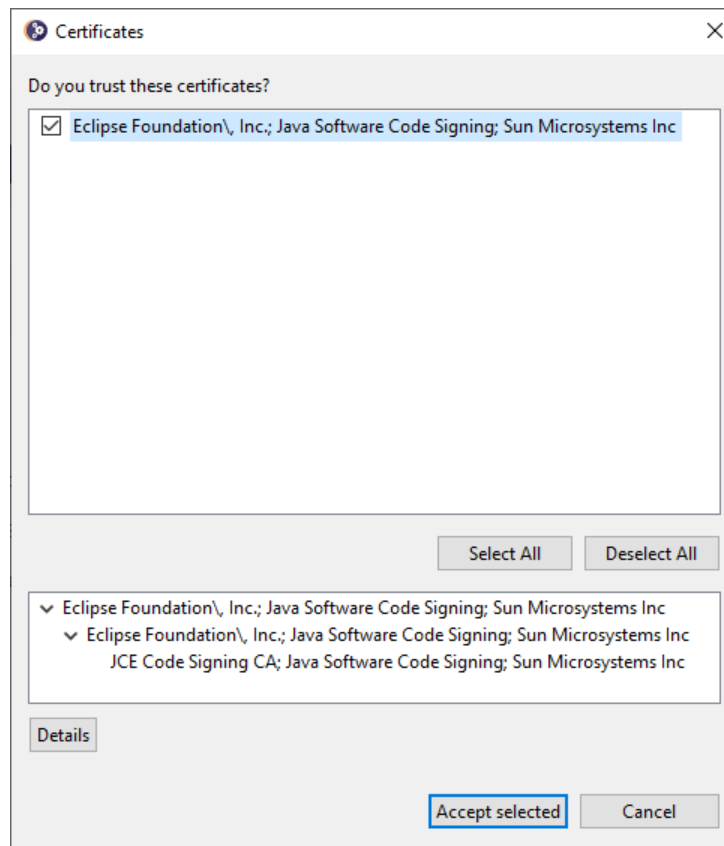 Certificates
Do you trust these certificates?
Eclipse Foundation\, Inc.; Java Software Code Signing; Sun Microsystems Inc
Select All
Deselect All
Eclipse Foundation\, Inc.; Java Software Code Signing; Sun Microsystems Inc
Eclipse Foundation\, Inc.; Java Software Code Signing; Sun Microsystems Inc
JCE Code Signing CA; Java Software Code Signing; Sun Microsystems Inc
Details
Accept selected
Cancel